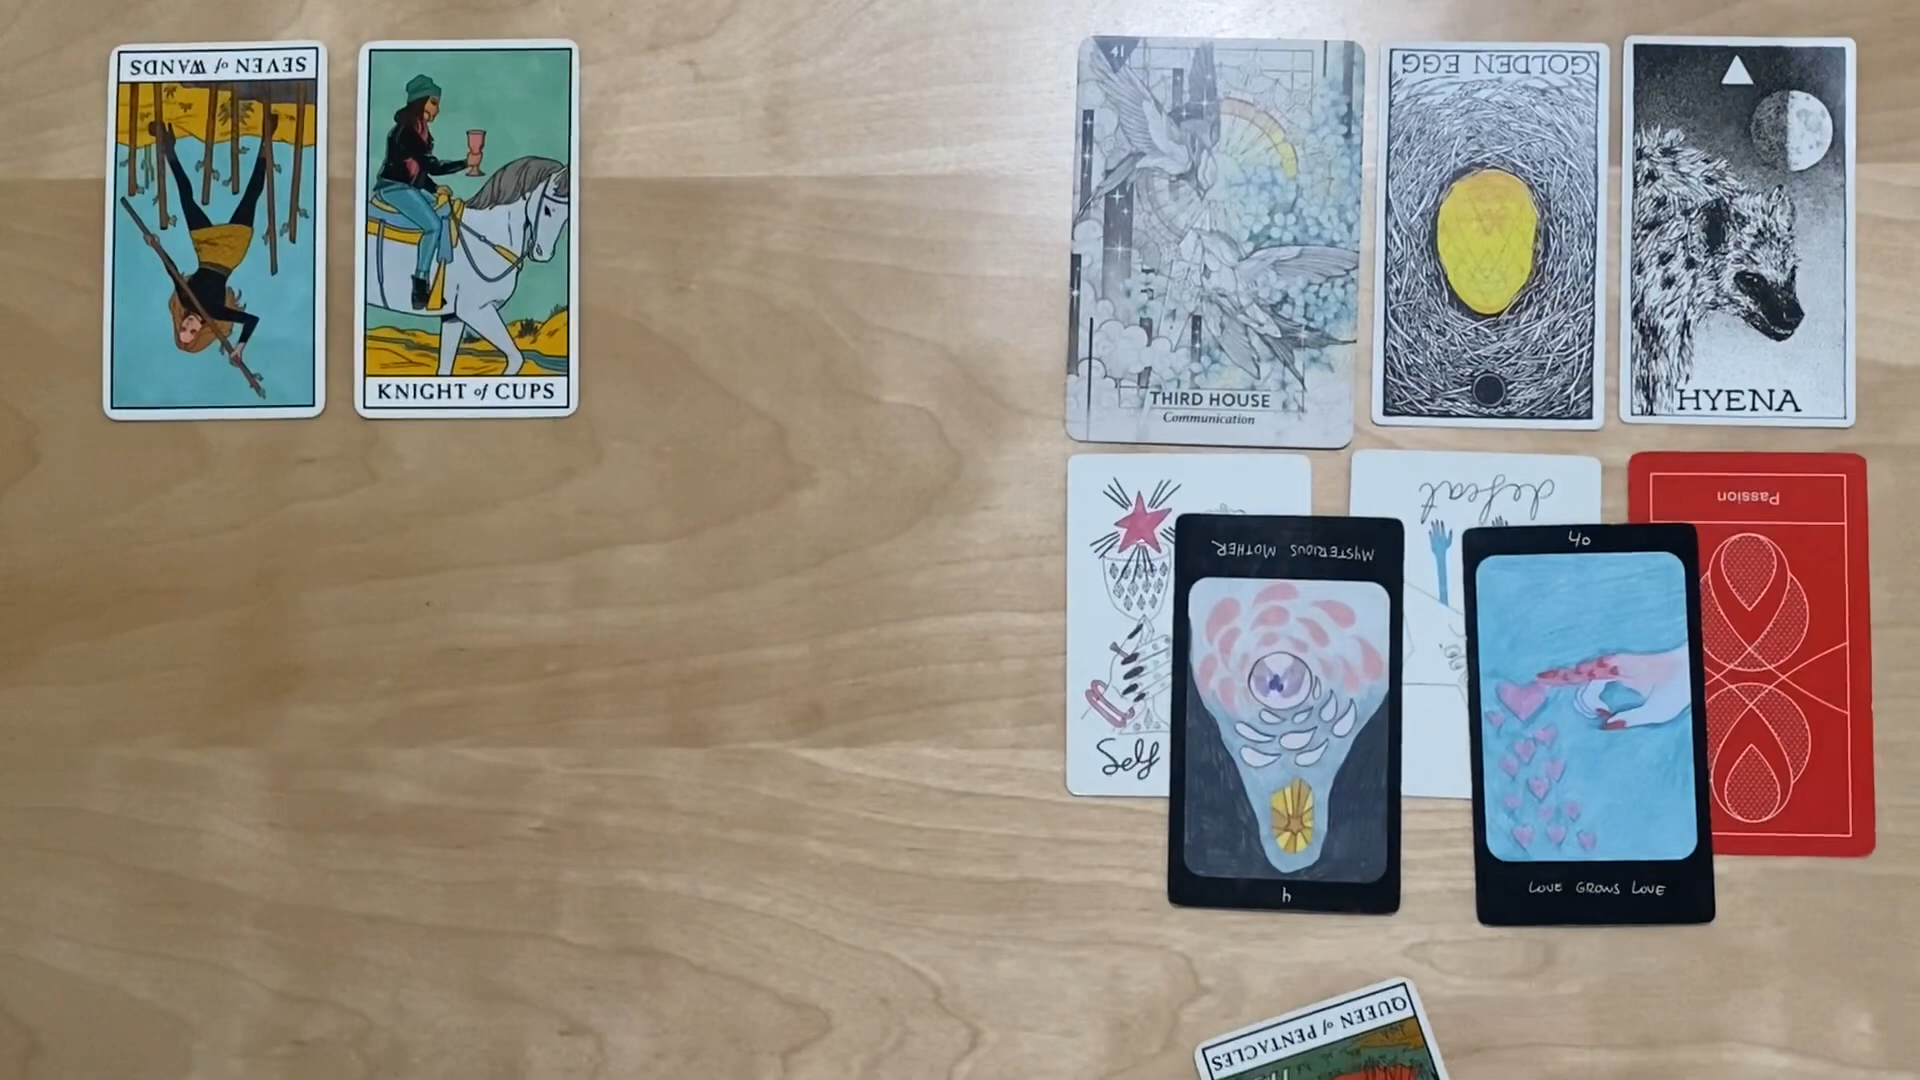 SEVEN of WANDS
KNIGHT of CUPS
41
THIRD HOUSE
Communication
GOLDEN EGG
HYENA
Self
defeat
Passion
MYSTERIOUS MOTHER
4
40
LOVE GROWS LOVE
QUEEN of PENTACLES